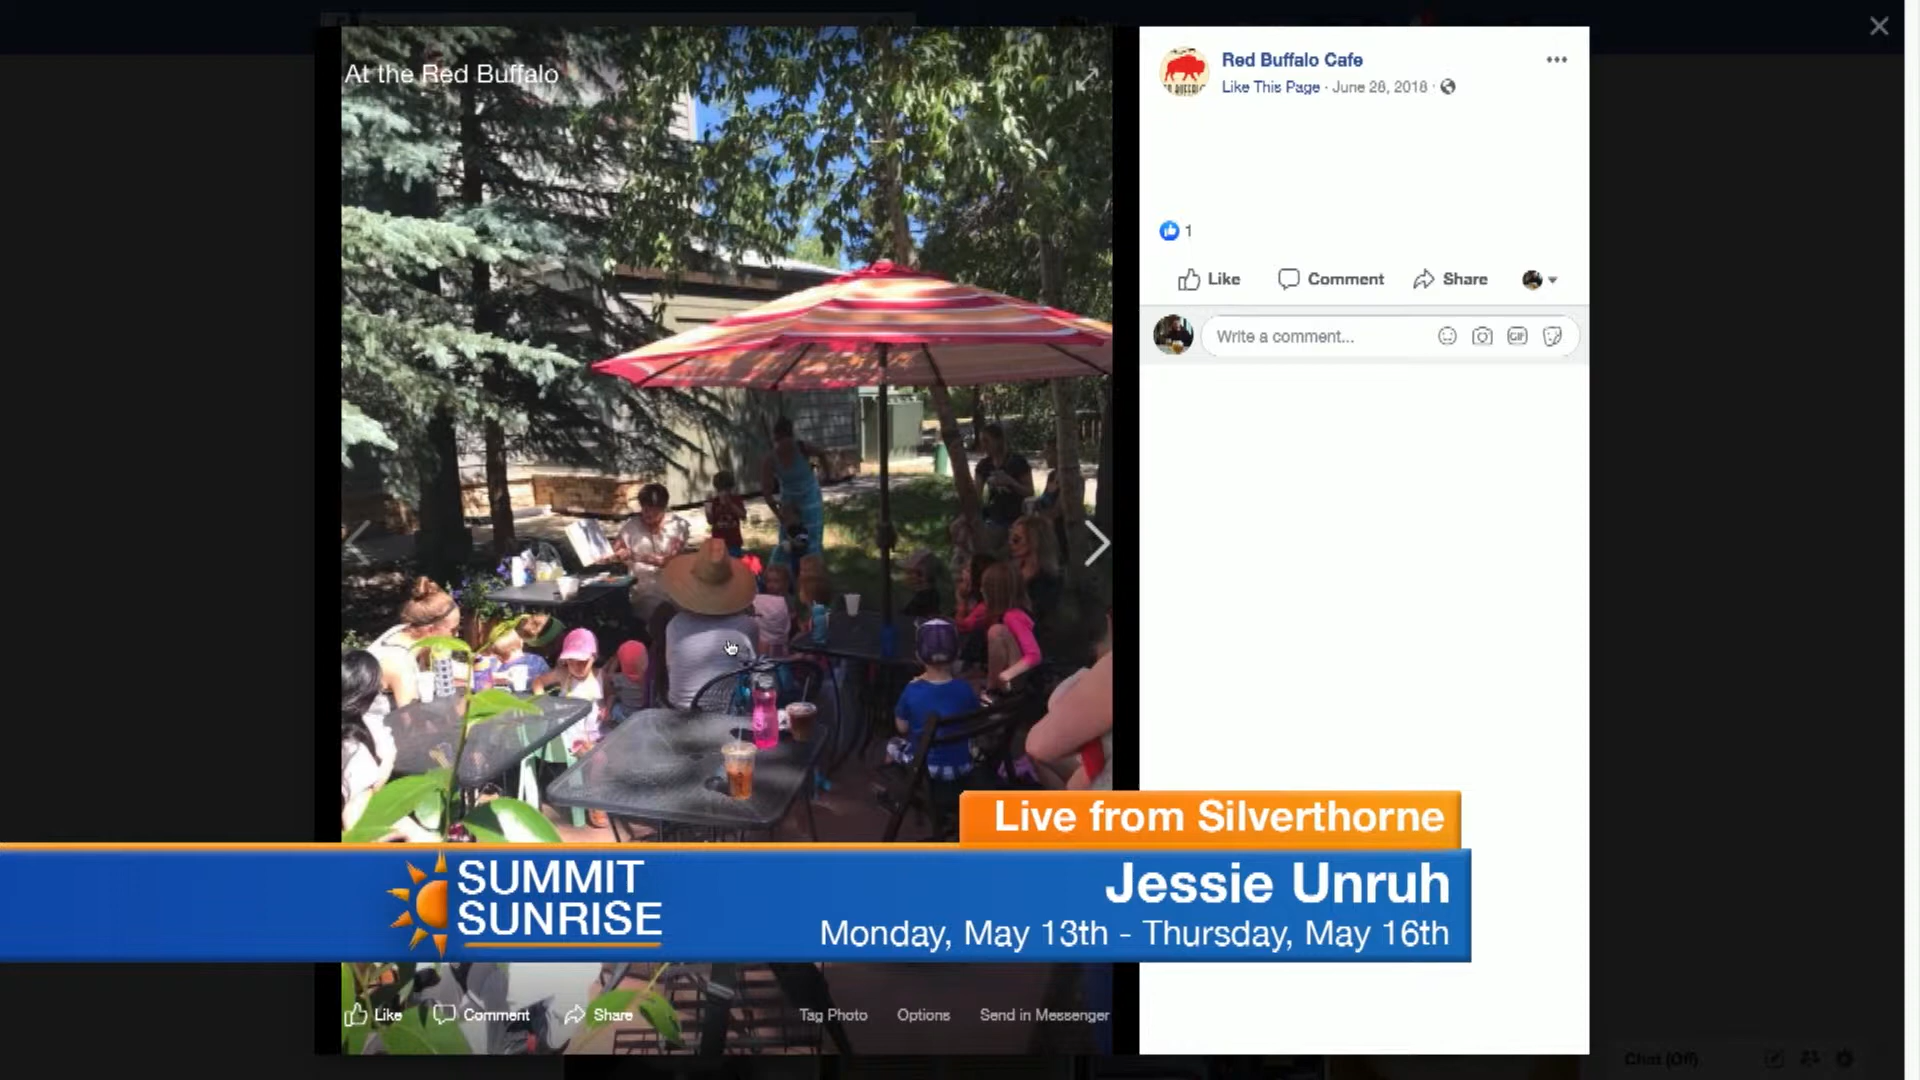 At the Red Buffalo
Red Buffalo Cafe
Like This Page · June 28, 2018 ·
1
Like Comment Share
Write a comment...
GIF
Live from Silverthorne
SUMMIT
SUNRISE
Jessie Unruh
Monday, May 13th - Thursday, May 16th
Like Comment Share Tag Photo Options Send in Messenger
Chat (Off)